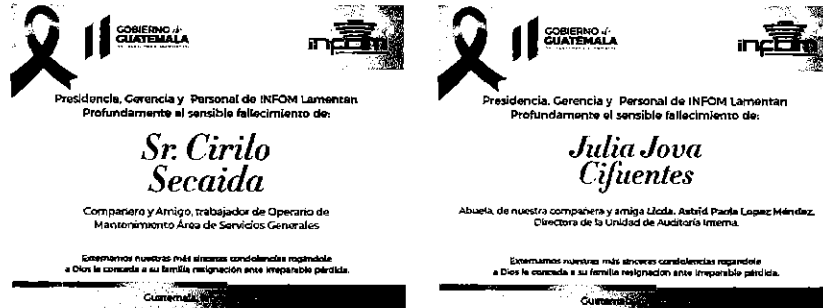 GOBIERNO de
GUATEMALA
infom
Presidencia, Gerencia y Personal de INFOM Lamentan
Profundamente el sensible fallecimiento de:
Sr. Cirilo
Secaida
Compañero y Amigo, trabajador de Operario de
Mantenimiento Área de Servicios Generales
Externamos nuestras más sinceras condolencias rogándole
a Dios le conceda a su familia resignación ante irreparable pérdida.
Guatemala,
GOBIERNO de
GUATEMALA
infom
Presidencia, Gerencia y Personal de INFOM Lamentan
Profundamente el sensible fallecimiento de:
Julia Jova
Cifuentes
Abuela, de nuestra compañera y amiga Licda. Astrid Paola Lopez Méndez,
Directora de la Unidad de Auditoría Interna.
Externamos nuestras más sinceras condolencias rogándole
a Dios le conceda a su familia resignación ante irreparable pérdida.
Guatemala,